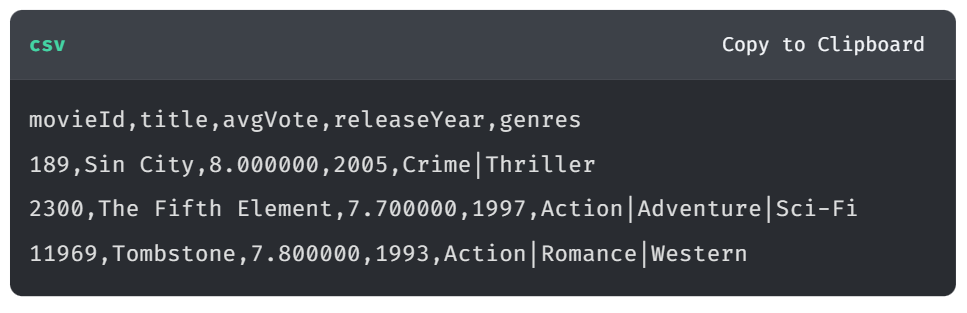 csv
Copy to Clipboard
movieId,title,avgVote,releaseYear,genres
189,Sin City,8.000000,2005,Crime|Thriller
2300,The Fifth Element,7.700000,1997,Action|Adventure|Sci-Fi
11969,Tombstone,7.800000,1993,Action|Romance|Western